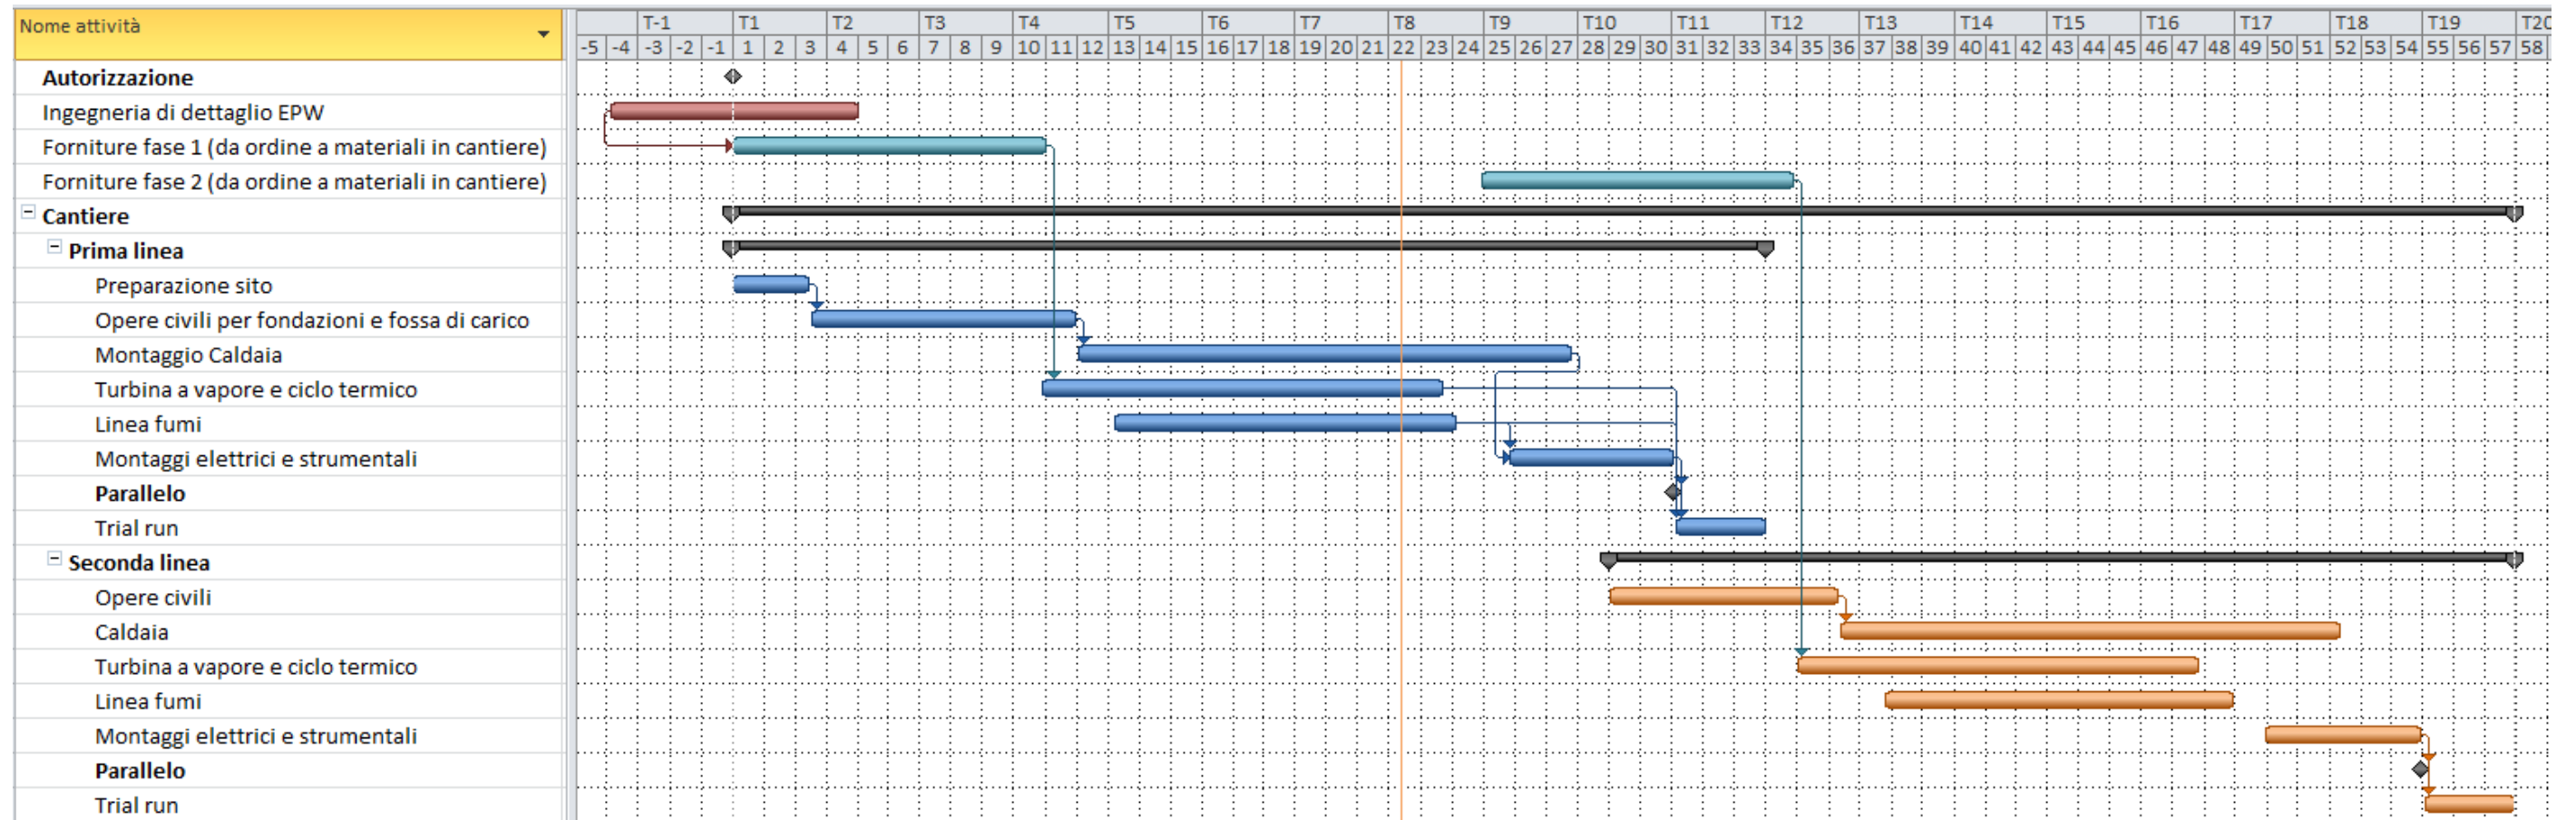 Nome attività
T-1 T1 T2 T3 T4 T5 T6 T7 T8 T9 T10 T11 T12 T13 T14 T15 T16 T17 T18 T19 T20
-5 -4 -3 -2 -1 1 2 3 4 5 6 7 8 9 10 11 12 13 14 15 16 17 18 19 20 21 22 23 24 25 26 27 28 29 30 31 32 33 34 35 36 37 38 39 40 41 42 43 44 45 46 47 48 49 50 51 52 53 54 55 56 57 58
Autorizzazione
Ingegneria di dettaglio EPW
Forniture fase 1 (da ordine a materiali in cantiere)
Forniture fase 2 (da ordine a materiali in cantiere)
Cantiere
Prima linea
Preparazione sito
Opere civili per fondazioni e fossa di carico
Montaggio Caldaia
Turbina a vapore e ciclo termico
Linea fumi
Montaggi elettrici e strumentali
Parallelo
Trial run
Seconda linea
Opere civili
Caldaia
Turbina a vapore e ciclo termico
Linea fumi
Montaggi elettrici e strumentali
Parallelo
Trial run